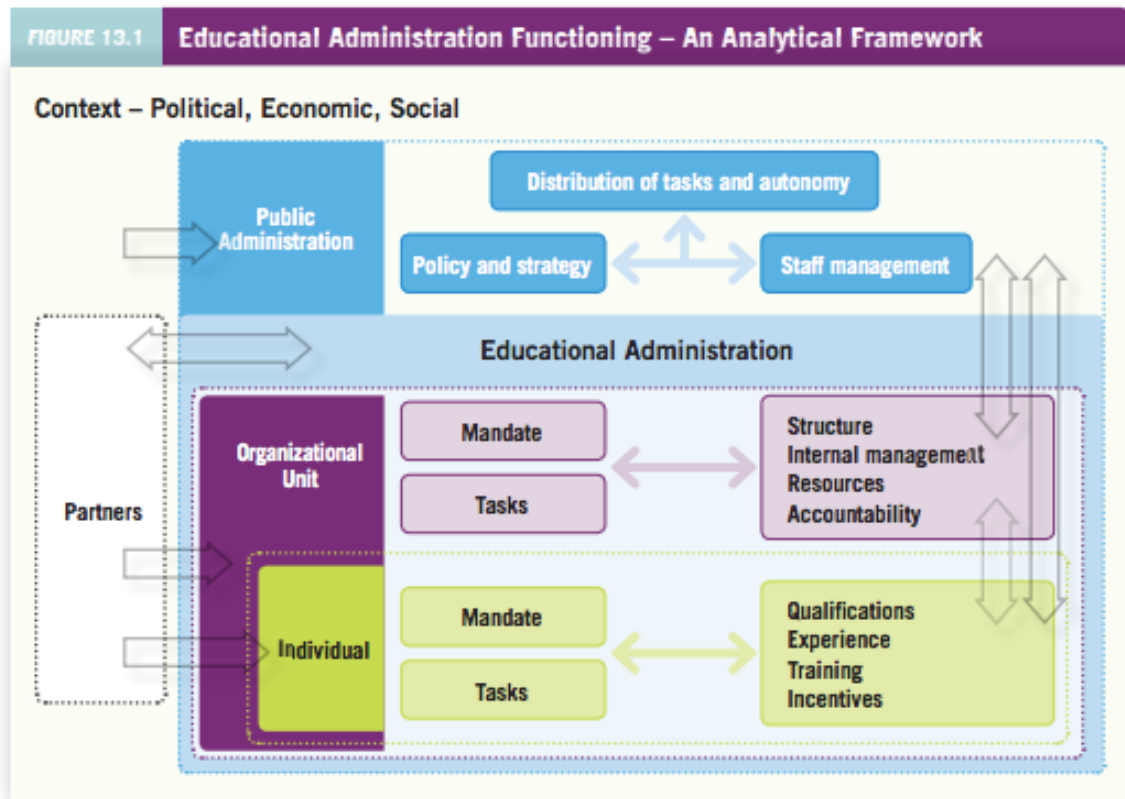 FIGURE 13.1
Educational Administration Functioning – An Analytical Framework
Context – Political, Economic, Social
Public
Administration
Distribution of tasks and autonomy
Policy and strategy
Staff management
Educational Administration
Partners
Organizational
Unit
Mandate
Tasks
Structure
Internal management
Resources
Accountability
Individual
Mandate
Tasks
Qualifications
Experience
Training
Incentives